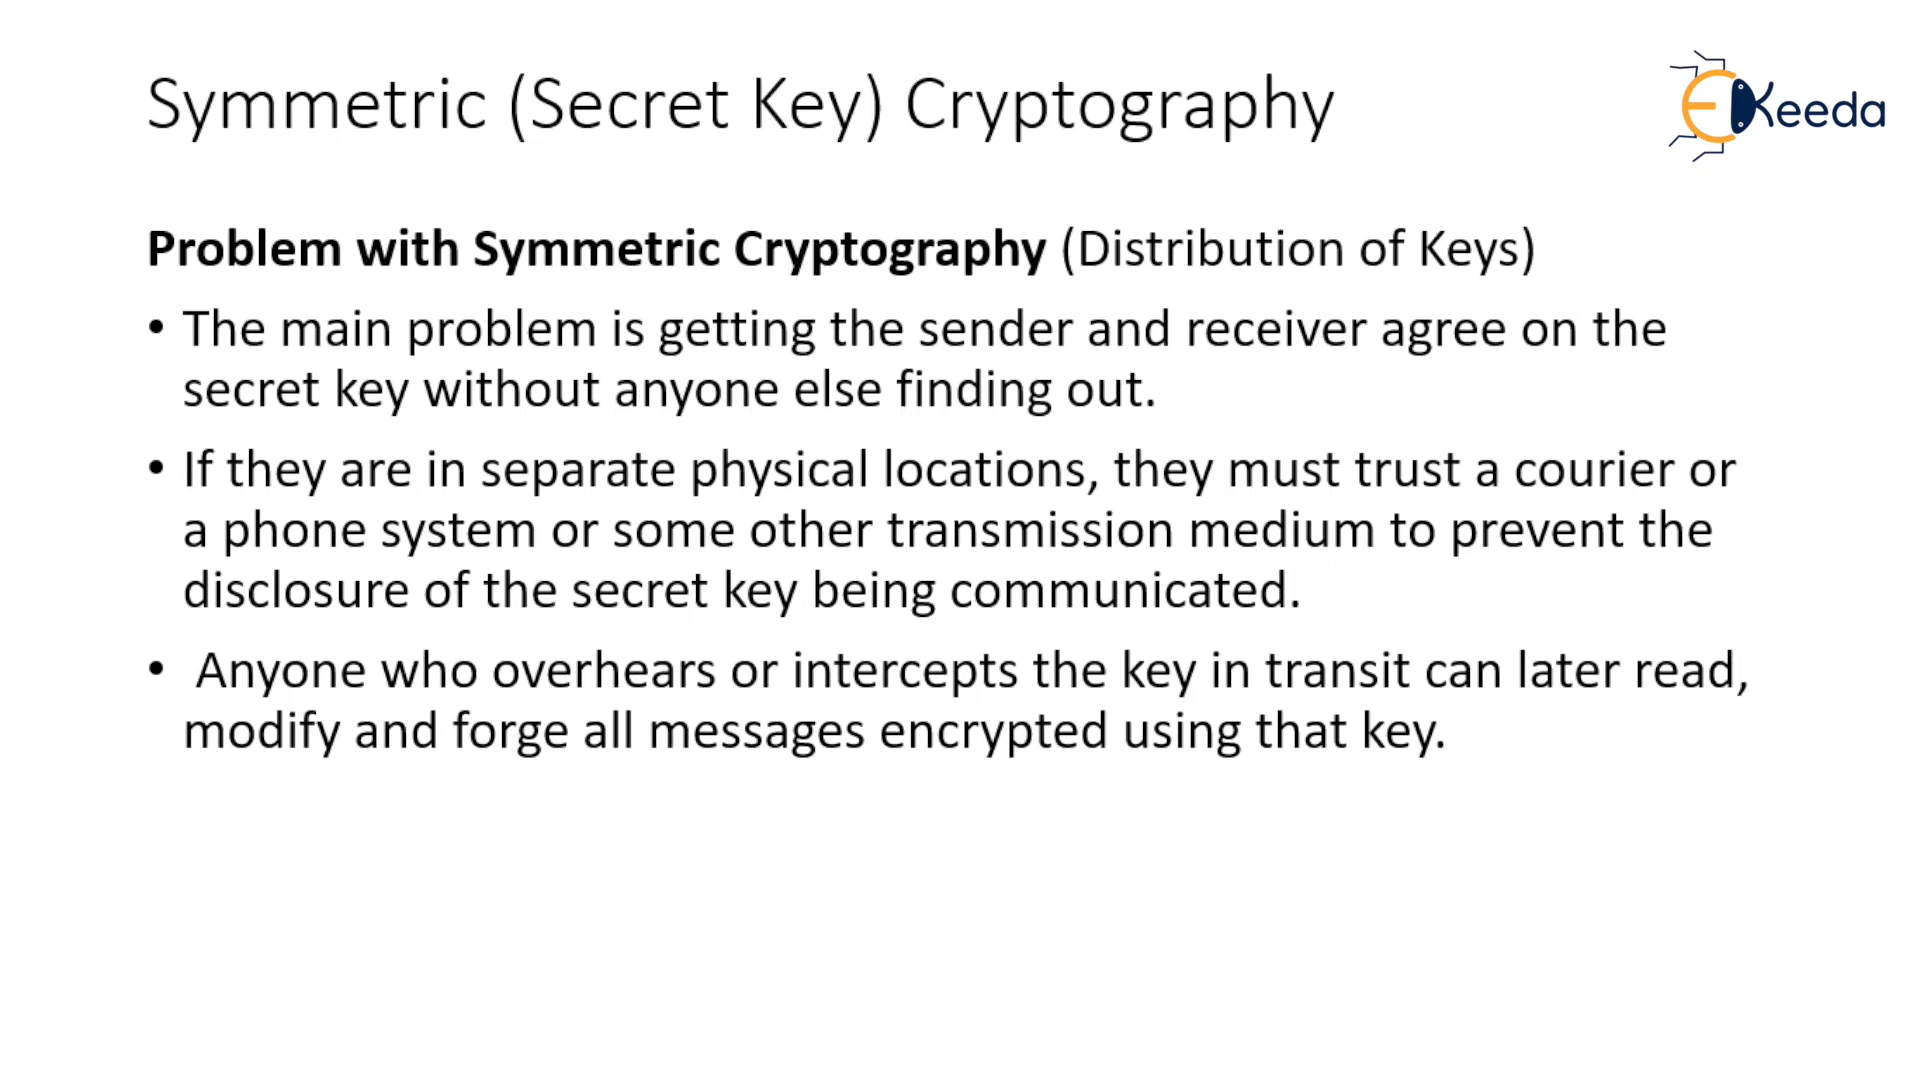 Symmetric (Secret Key) Cryptography
EKeeda
Problem with Symmetric Cryptography (Distribution of Keys)
• The main problem is getting the sender and receiver agree on the
secret key without anyone else finding out.
• If they are in separate physical locations, they must trust a courier or
a phone system or some other transmission medium to prevent the
disclosure of the secret key being communicated.
• Anyone who overhears or intercepts the key in transit can later read,
modify and forge all messages encrypted using that key.